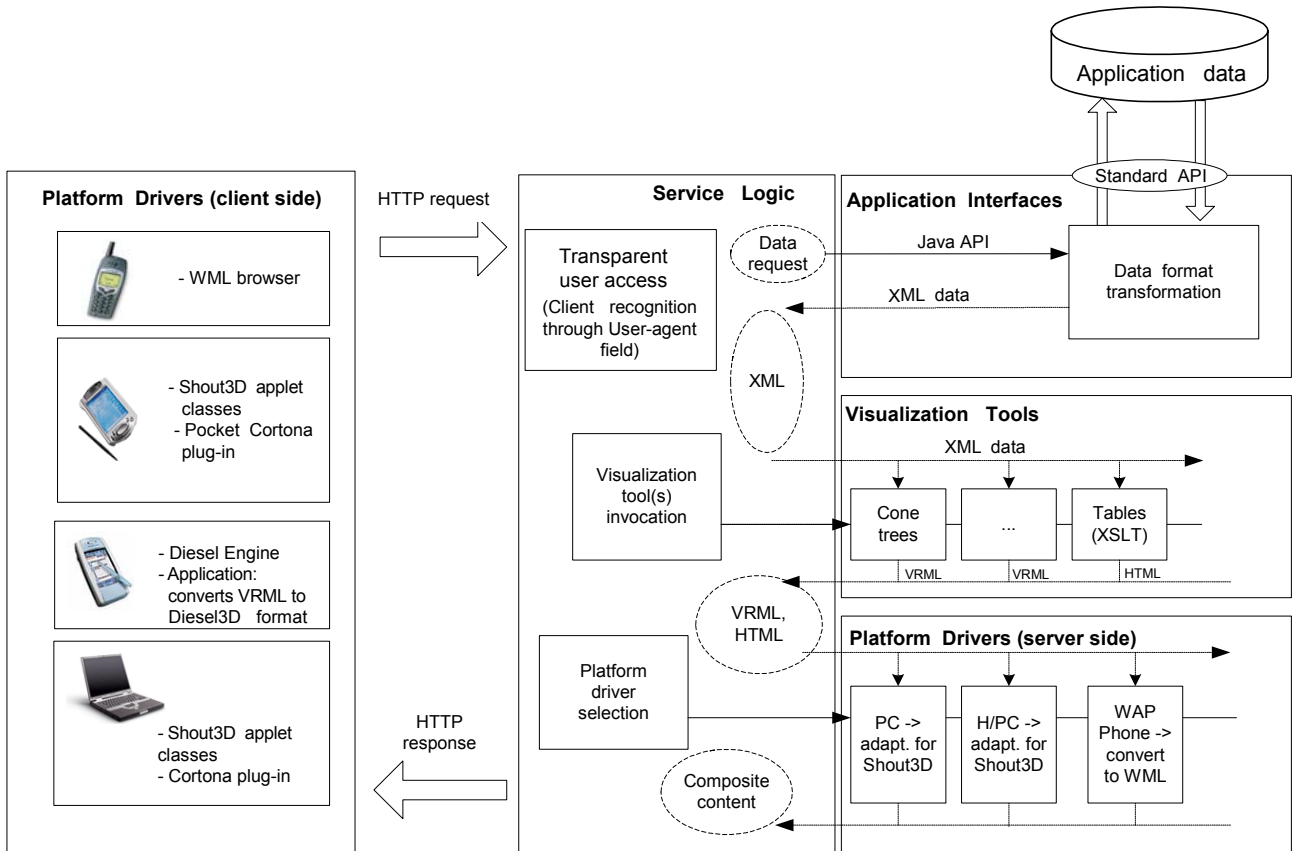 Application data
Standard API
Platform Drivers (client side)
- WML browser
- Shout3D applet
classes
- Pocket Cortona
plug-in
- Diesel Engine
- Application:
converts VRML to
Diesel3D format
- Shout3D applet
classes
- Cortona plug-in
HTTP request
HTTP
response
Service Logic
Transparent
user access
(Client recognition
through User-agent
field)
Data
request
XML
Visualization
tool(s)
invocation
VRML,
HTML
Platform
driver
selection
Composite
content
Application Interfaces
Java API
XML data
Data format
transformation
Visualization Tools
XML data
Cone
trees
...
Tables
(XSLT)
VRML
VRML
HTML
Platform Drivers (server side)
PC ->
adapt. for
Shout3D
H/PC ->
adapt. for
Shout3D
WAP
Phone ->
convert
to WML